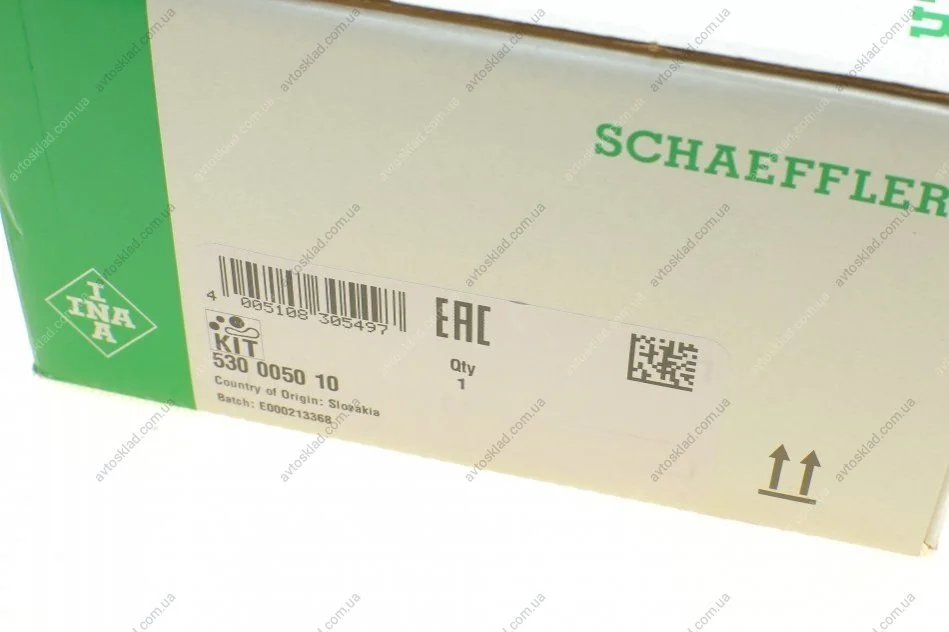 SCHAEFFLER
I
INA
A
4 005108 305497
EAC
KIT
530 0050 10
Qty
1
Country of Origin: Slovakia
Batch: E000213368
avtosklad.com.ua